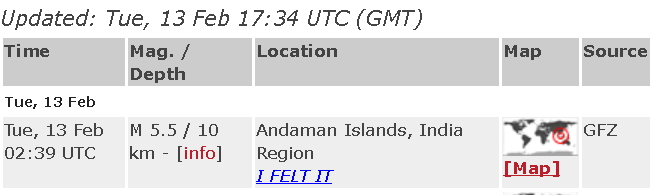 Updated: Tue, 13 Feb 17:34 UTC (GMT)
Time Mag. / Depth Location Map Source
Tue, 13 Feb
Tue, 13 Feb 02:39 UTC
M 5.5 / 10 km - [info]
Andaman Islands, India Region
I FELT IT
[Map]
GFZ